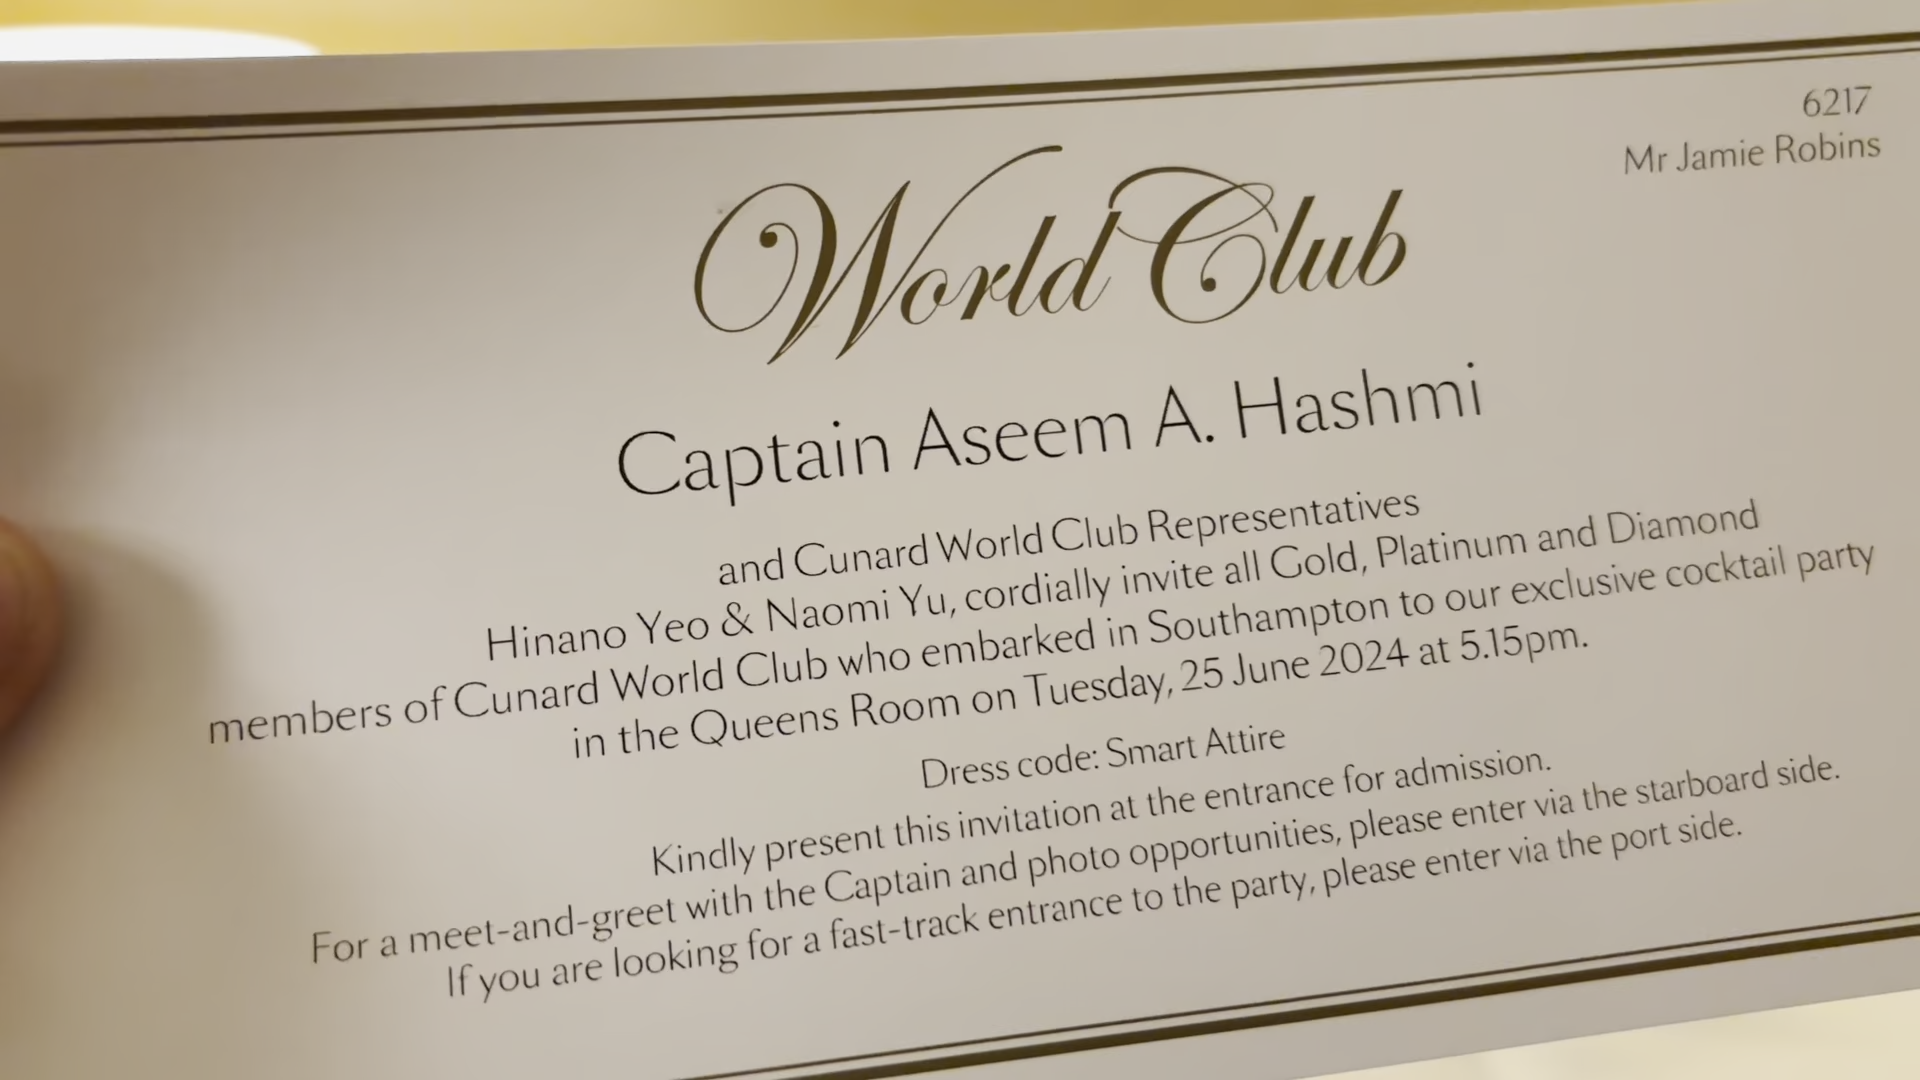 6217
Mr Jamie Robins
World Club
Captain Aseem A. Hashmi
and Cunard World Club Representatives
Hinano Yeo & Naomi Yu, cordially invite all Gold, Platinum and Diamond
members of Cunard World Club who embarked in Southampton to our exclusive cocktail party
in the Queens Room on Tuesday, 25 June 2024 at 5.15pm.
Dress code: Smart Attire
Kindly present this invitation at the entrance for admission.
For a meet-and-greet with the Captain and photo opportunities, please enter via the starboard side.
If you are looking for a fast-track entrance to the party, please enter via the port side.